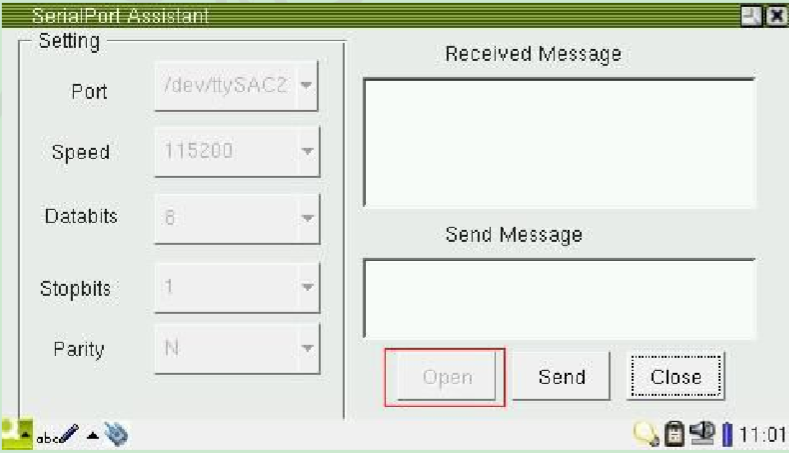 SerialPort Assistant
Setting
Port
/dev/ttySAC2
Speed
115200
Databits
8
Stopbits
1
Parity
N
Received Message
Send Message
Open
Send
Close
abc
11:01